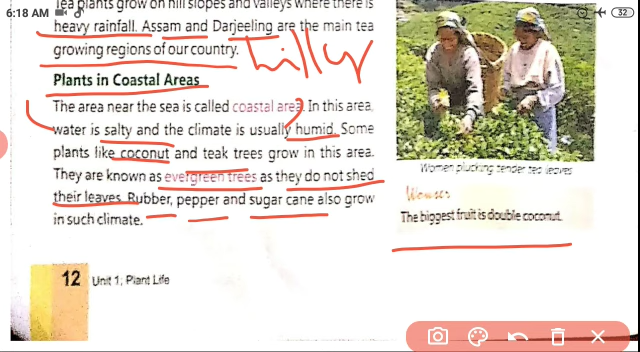 6:18 AM
32
Tea plants grow on hill slopes and valleys where there is
heavy rainfall. Assam and Darjeeling are the main tea
growing regions of our country.
hilly
Plants in Coastal Areas
The area near the sea is called coastal area. In this area,
water is salty and the climate is usually humid. Some
plants like coconut and teak trees grow in this area.
They are known as evergreen trees as they do not shed
their leaves. Rubber, pepper and sugar cane also grow
in such climate.
Women plucking tender tea leaves
The biggest fruit is double coconut.
12 Unit 1: Plant Life